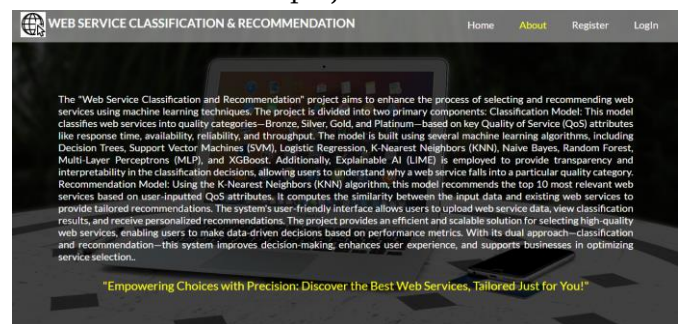 WEB SERVICE CLASSIFICATION & RECOMMENDATION
Home About Register LogIn
The "Web Service Classification and Recommendation" project aims to enhance the process of selecting and recommending web
services using machine learning techniques. The project is divided into two primary components: Classification Model: This model
classifies web services into quality categories—Bronze, Silver, Gold, and Platinum—based on key Quality of Service (QoS) attributes
like response time, availability, reliability, and throughput. The model is built using several machine learning algorithms, including
Decision Trees, Support Vector Machines (SVM), Logistic Regression, K-Nearest Neighbors (KNN), Naive Bayes, Random Forest,
Multi-Layer Perceptrons (MLP), and XGBoost. Additionally, Explainable AI (LIME) is employed to provide transparency and
interpretability in the classification decisions, allowing users to understand why a web service falls into a particular quality category.
Recommendation Model: Using the K-Nearest Neighbors (KNN) algorithm, this model recommends the top 10 most relevant web
services based on user-inputted QoS attributes. It computes the similarity between the input data and existing web services to
provide tailored recommendations. The system's user-friendly interface allows users to upload web service data, view classification
results, and receive personalized recommendations. The project provides an efficient and scalable solution for selecting high-quality
web services, enabling users to make data-driven decisions based on performance metrics. With its dual approach—classification
and recommendation—this system improves decision-making, enhances user experience, and supports businesses in optimizing
service selection..
"Empowering Choices with Precision: Discover the Best Web Services, Tailored Just for You!"